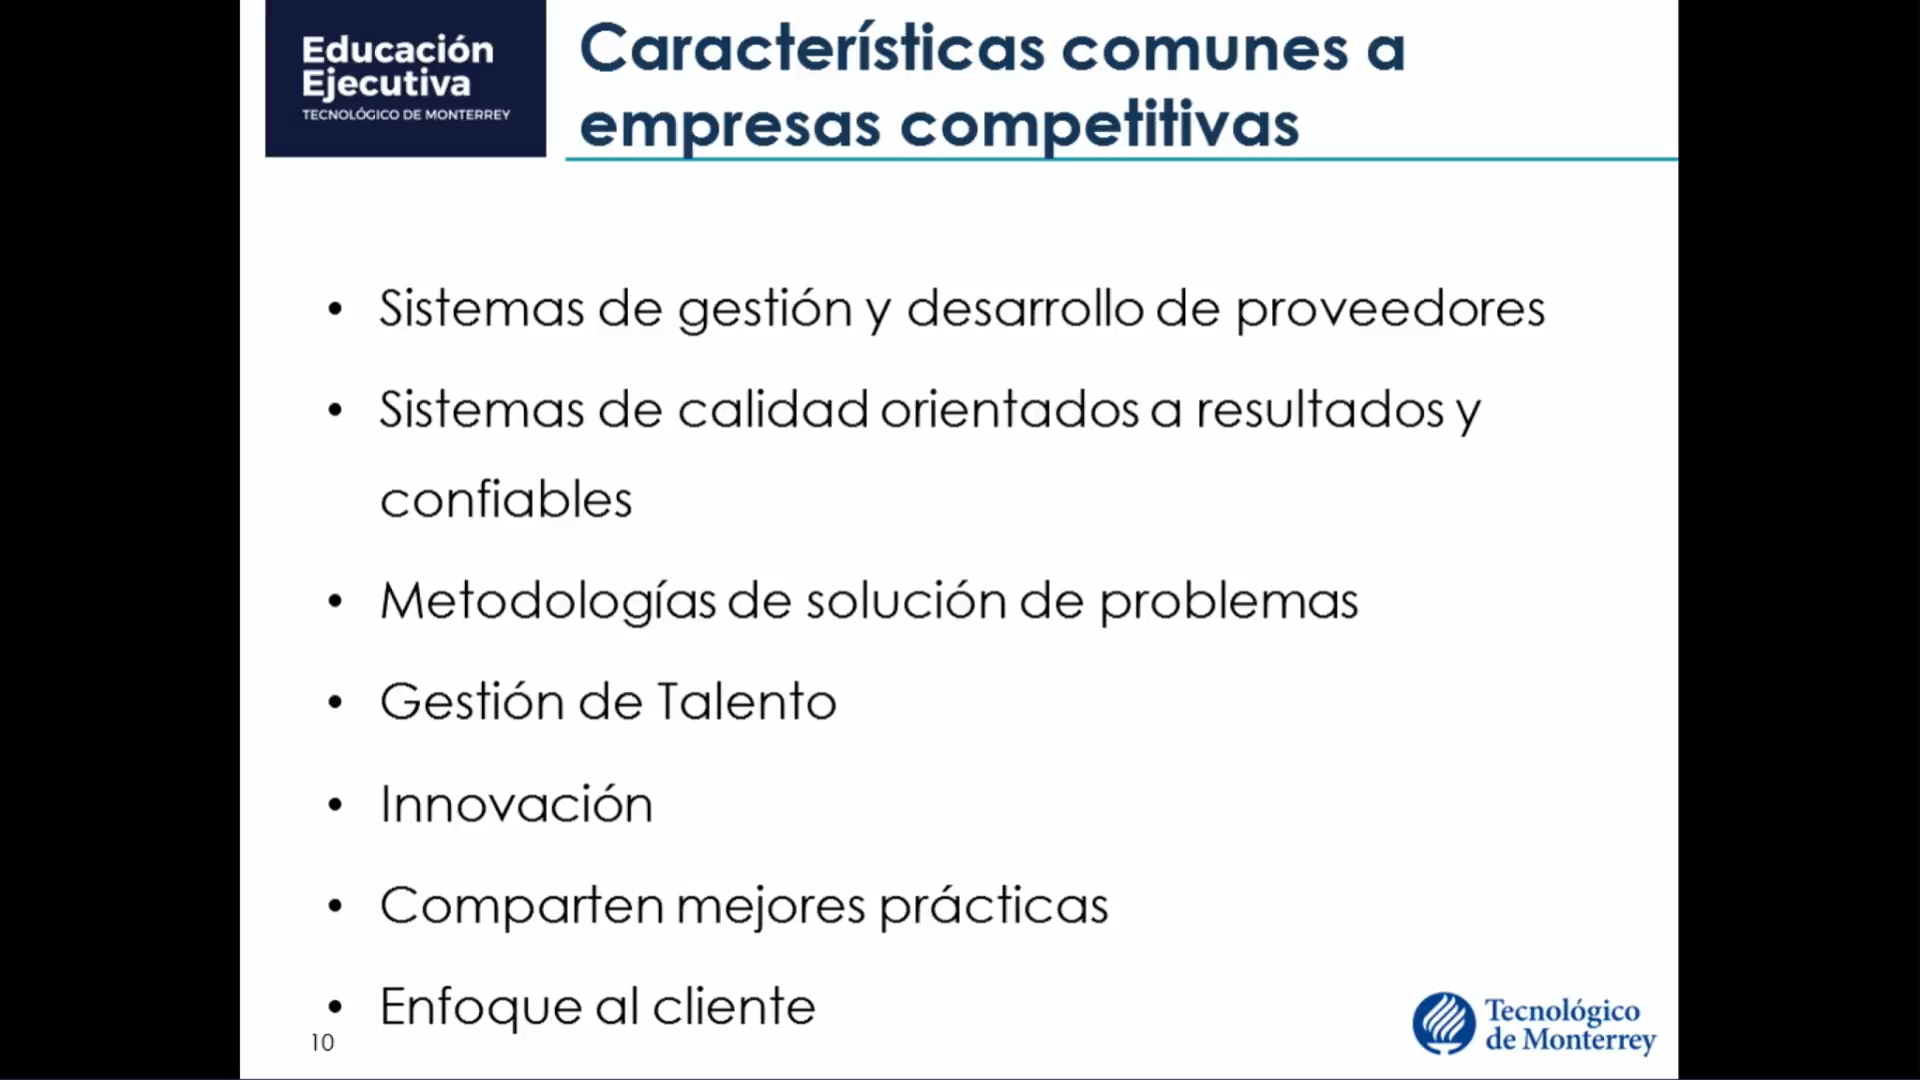 Educación
Ejecutiva
TECNOLÓGICO DE MONTERREY
Características comunes a
empresas competitivas
• Sistemas de gestión y desarrollo de proveedores
• Sistemas de calidad orientados a resultados y
confiables
• Metodologías de solución de problemas
• Gestión de Talento
• Innovación
• Comparten mejores prácticas
• Enfoque al cliente
10
Tecnológico
de Monterrey